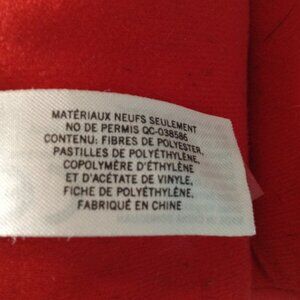 MATÉRIAUX NEUFS SEULEMENT
NO DE PERMIS QC-038586
CONTENU: FIBRES DE POLYESTER,
PASTILLES DE POLYÉTHYLÈNE,
COPOLYMÈRE D'ÉTHYLÈNE
ET D'ACÉTATE DE VINYLE,
FICHE DE POLYÉTHYLÈNE,
FABRIQUÉ EN CHINE